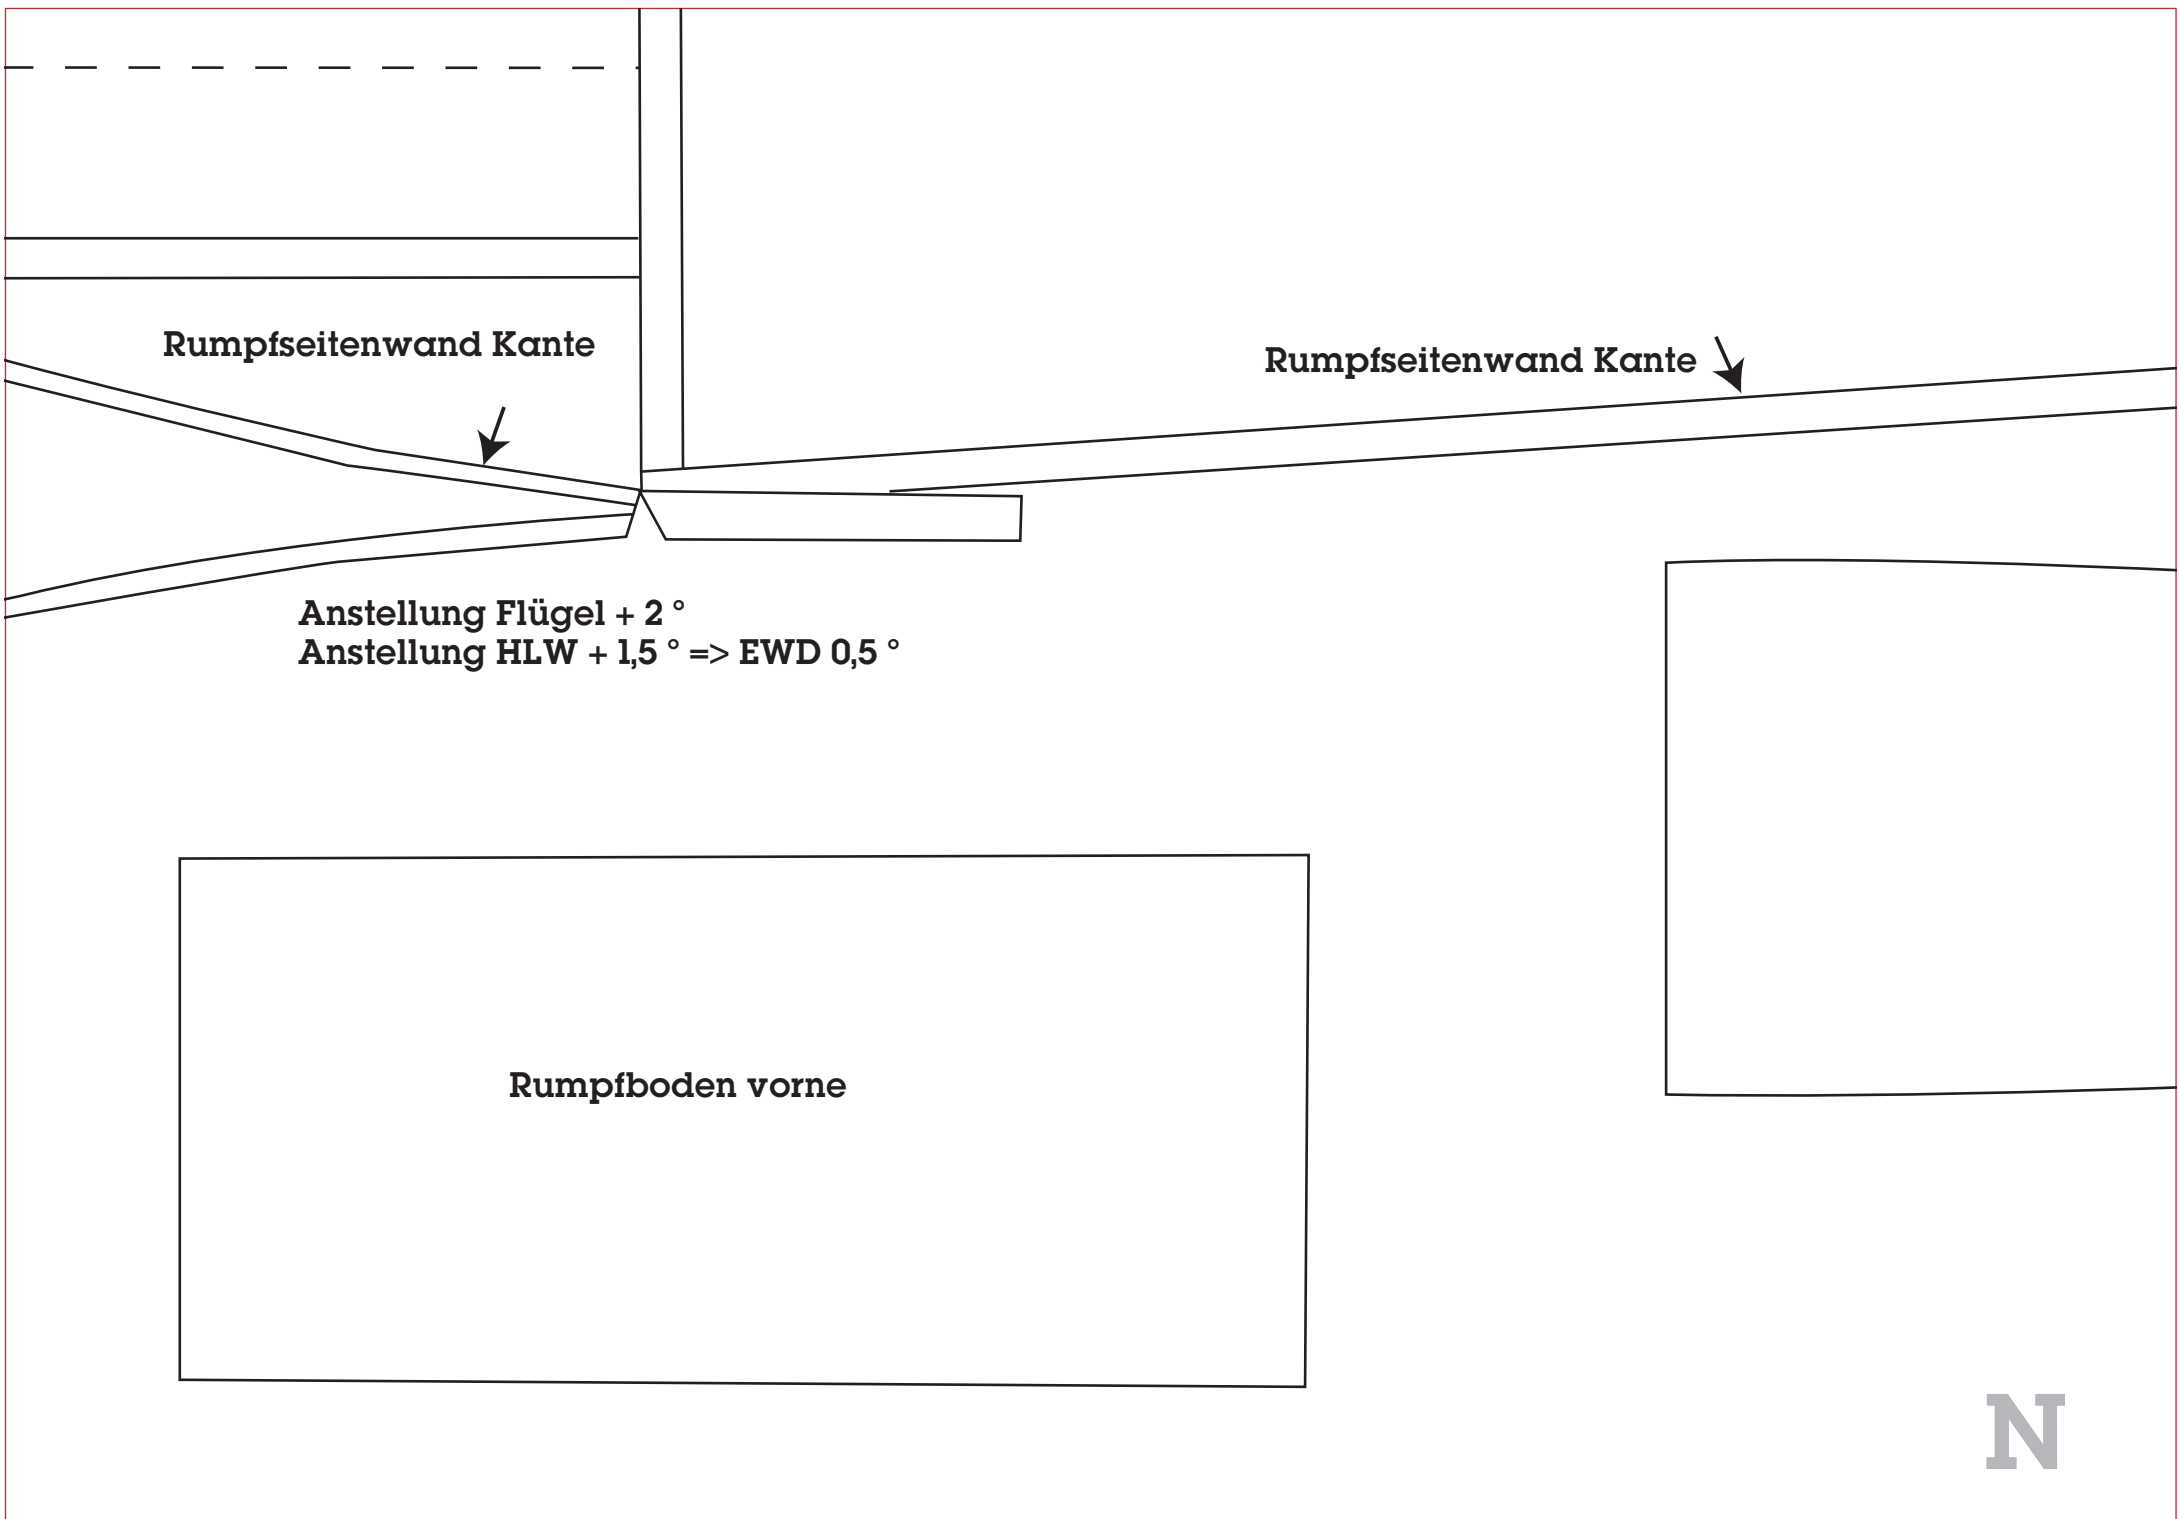 Rumpfseitenwand Kante
Rumpfseitenwand Kante
Anstellung Flügel + 2 °
Anstellung HLW + 1,5 ° => EWD 0,5 °
Rumpfboden vorne
N